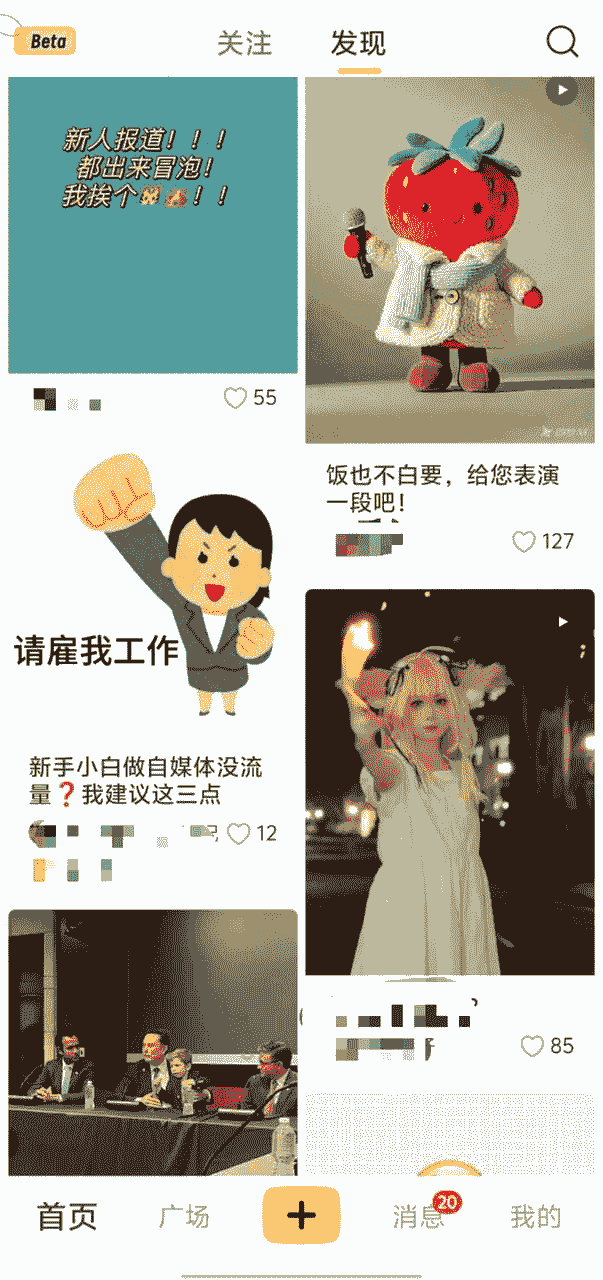 Beta
关注
发现
新人报道！！！
都出来冒泡！
我挨个🐶🔥！！
55
请雇我工作
新手小白做自媒体没流
量❓我建议这三点
12
饭也不白要，给您表演
一段吧！
127
85
首页
广场
消息
20
我的